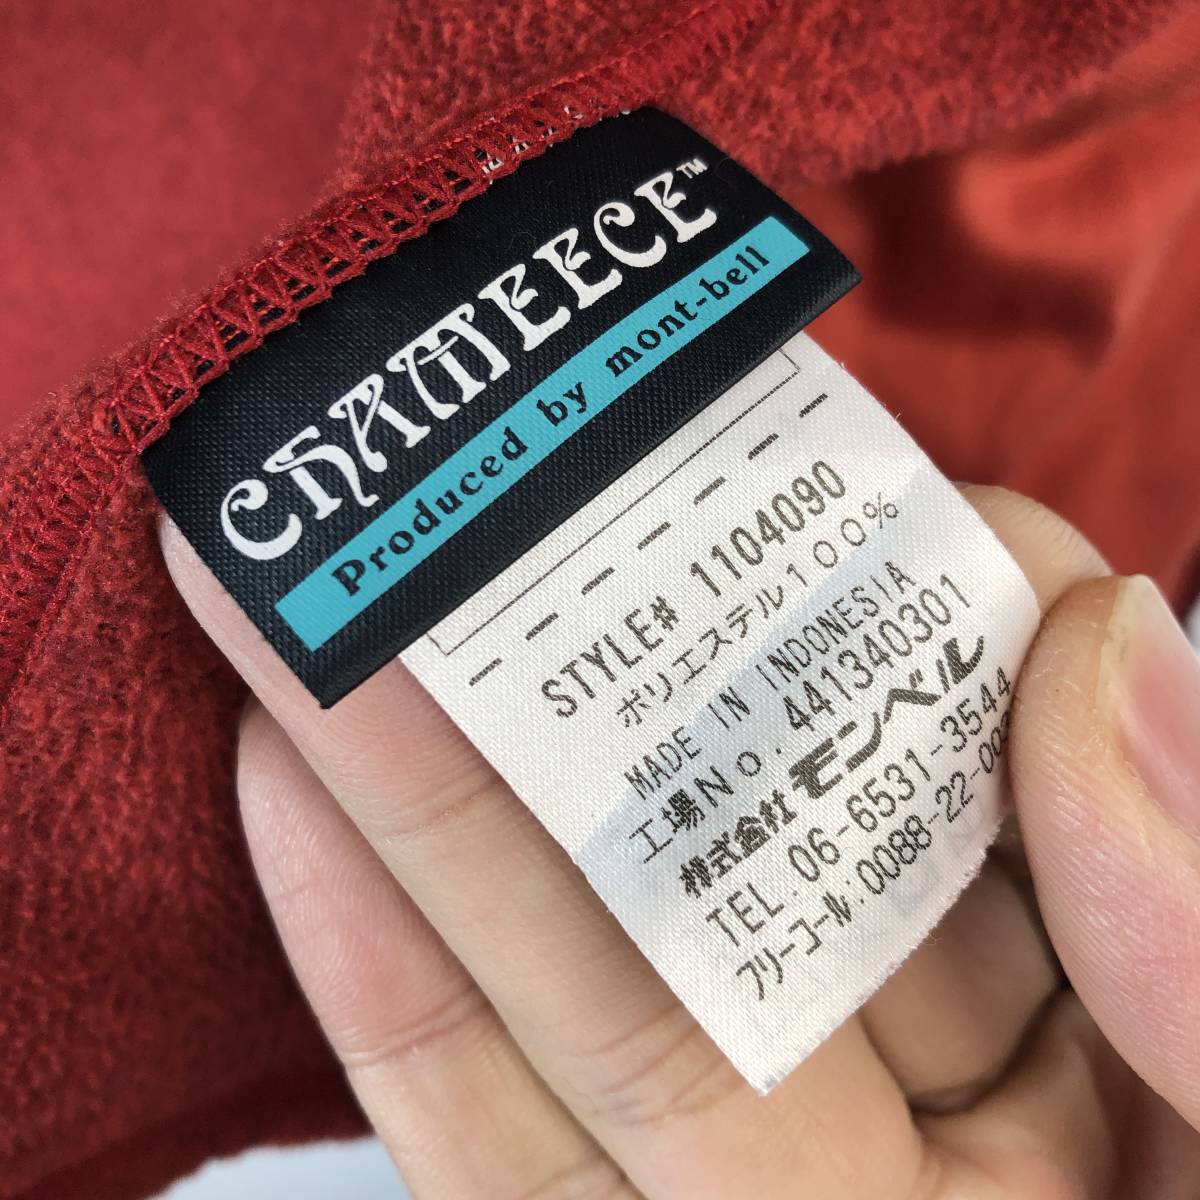 CHAMEECE™
Produced by mont-bell
STYLE# 1104090
ポリエステル100%
MADE IN INDONESIA
工場No. 441340301
株式会社 モンベル
TEL: 06-6531-3544
フリーコール: 0088-22-003